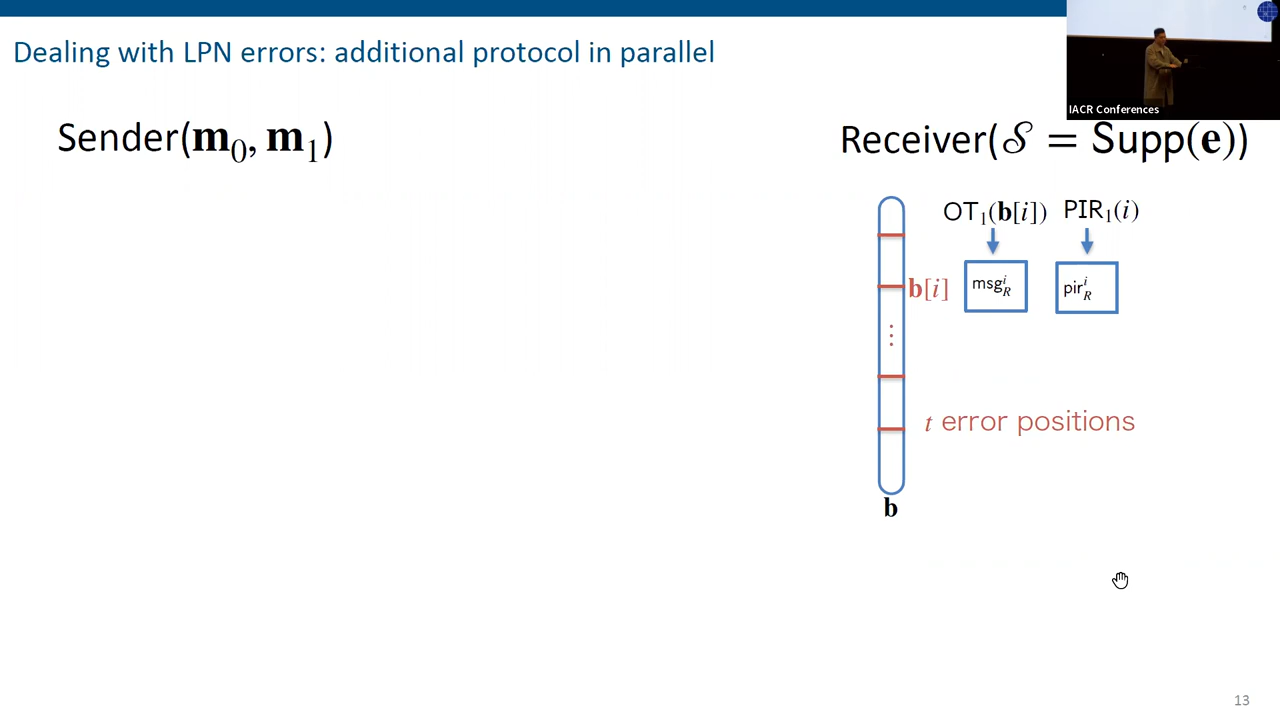 Dealing with LPN errors: additional protocol in parallel
IACR Conferences
Sender(𝐦₀, 𝐦₁)
Receiver(𝒮 = Supp(𝐞))
OT₁(𝐛[𝑖]) PIR₁(𝑖)
𝐛[𝑖]
msgᵢᴿ
pirᵢᴿ
⋮
𝑡 error positions
𝐛
13